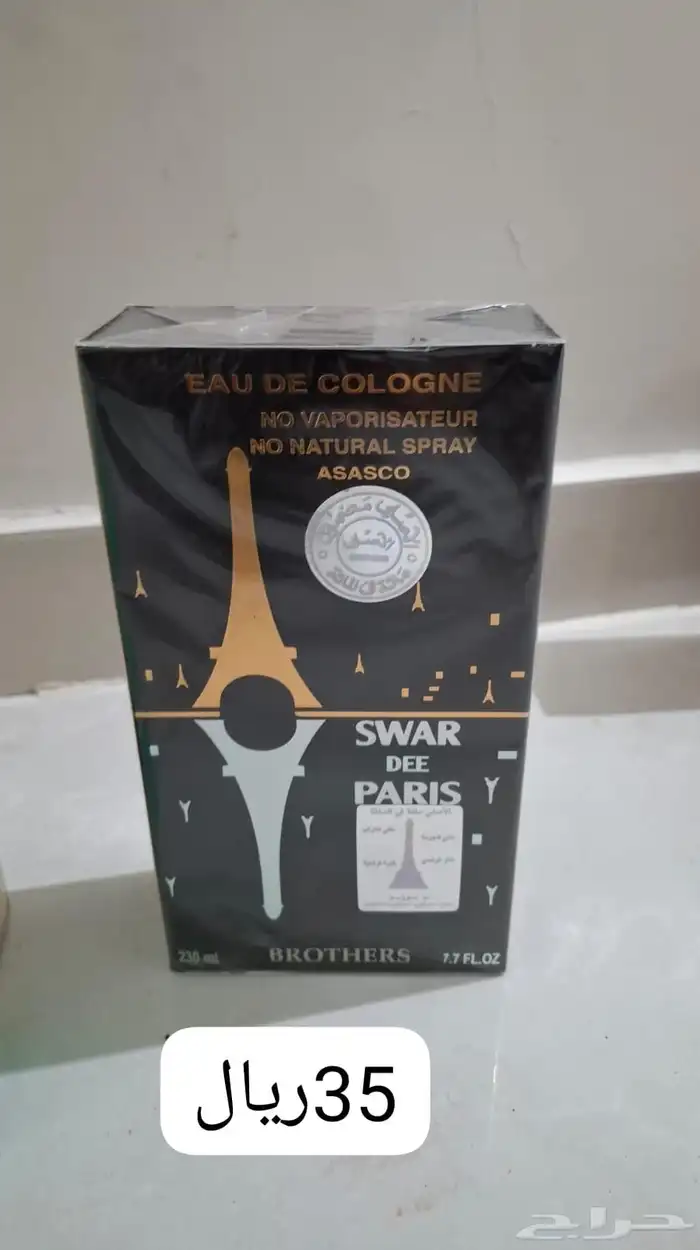 EAU DE COLOGNE
NO VAPORISATEUR
NO NATURAL SPRAY
ASASCO
SWAR
DEE
PARIS
230 ml
BROTHERS
7.7 FL.OZ
35ريال
حراج